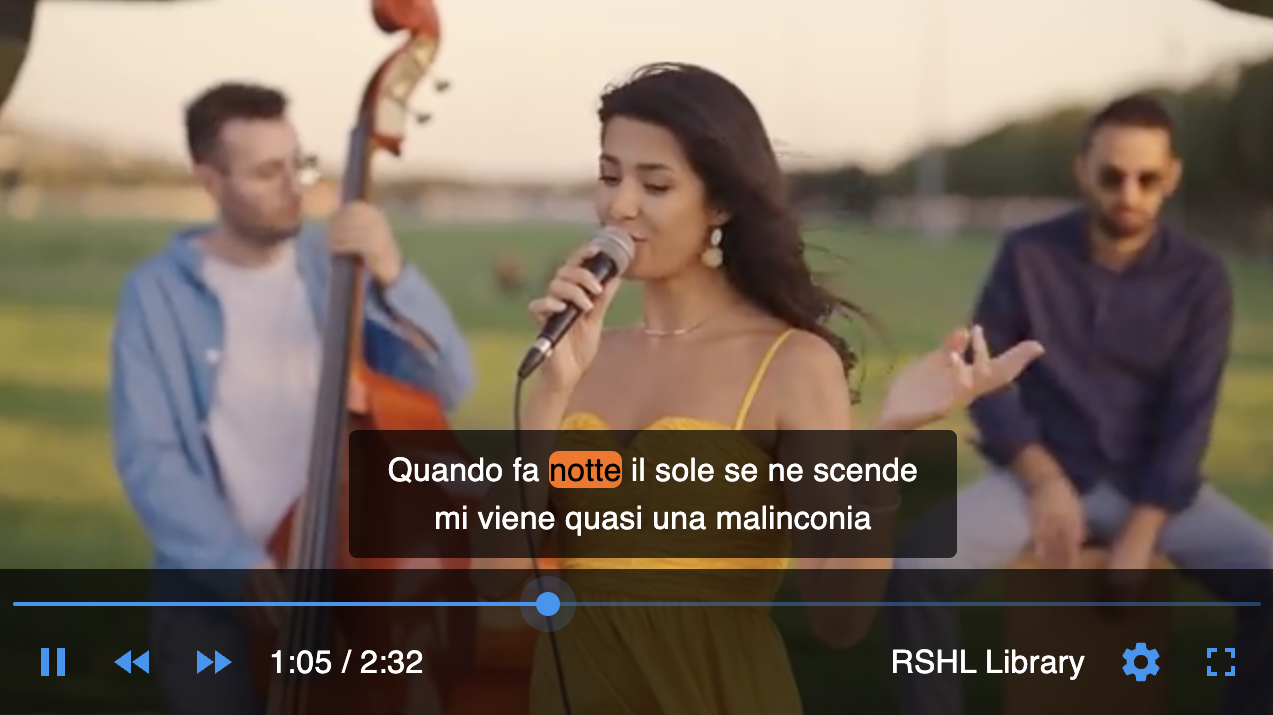 Quando fa notte il sole se ne scende
mi viene quasi una malinconia
1:05 / 2:32
RSHL Library